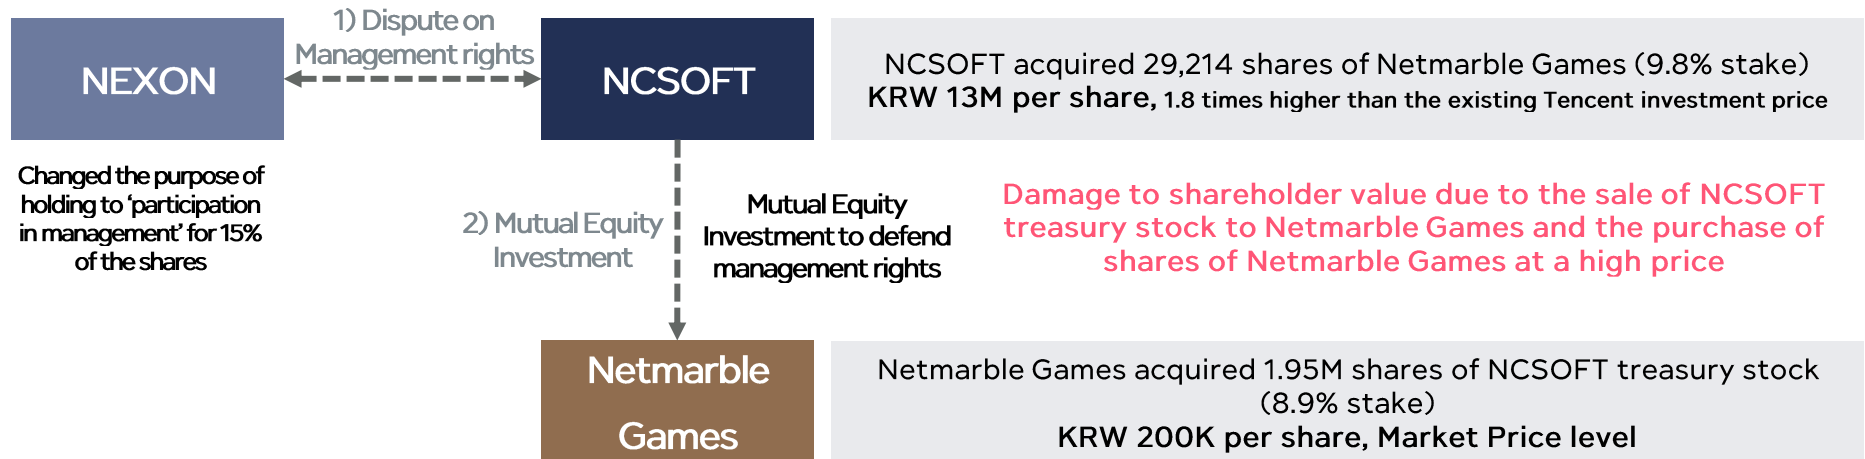 1) Dispute on
Management rights
NEXON
NCSOFT
NCSOFT acquired 29,214 shares of Netmarble Games (9.8% stake)
KRW 13M per share, 1.8 times higher than the existing Tencent investment price
Changed the purpose of
holding to ‘participation
in management’ for 15%
of the shares
2) Mutual Equity
Investment
Mutual Equity
Investment to defend
management rights
Damage to shareholder value due to the sale of NCSOFT
treasury stock to Netmarble Games and the purchase of
shares of Netmarble Games at a high price
Netmarble
Games
Netmarble Games acquired 1.95M shares of NCSOFT treasury stock
(8.9% stake)
KRW 200K per share, Market Price level